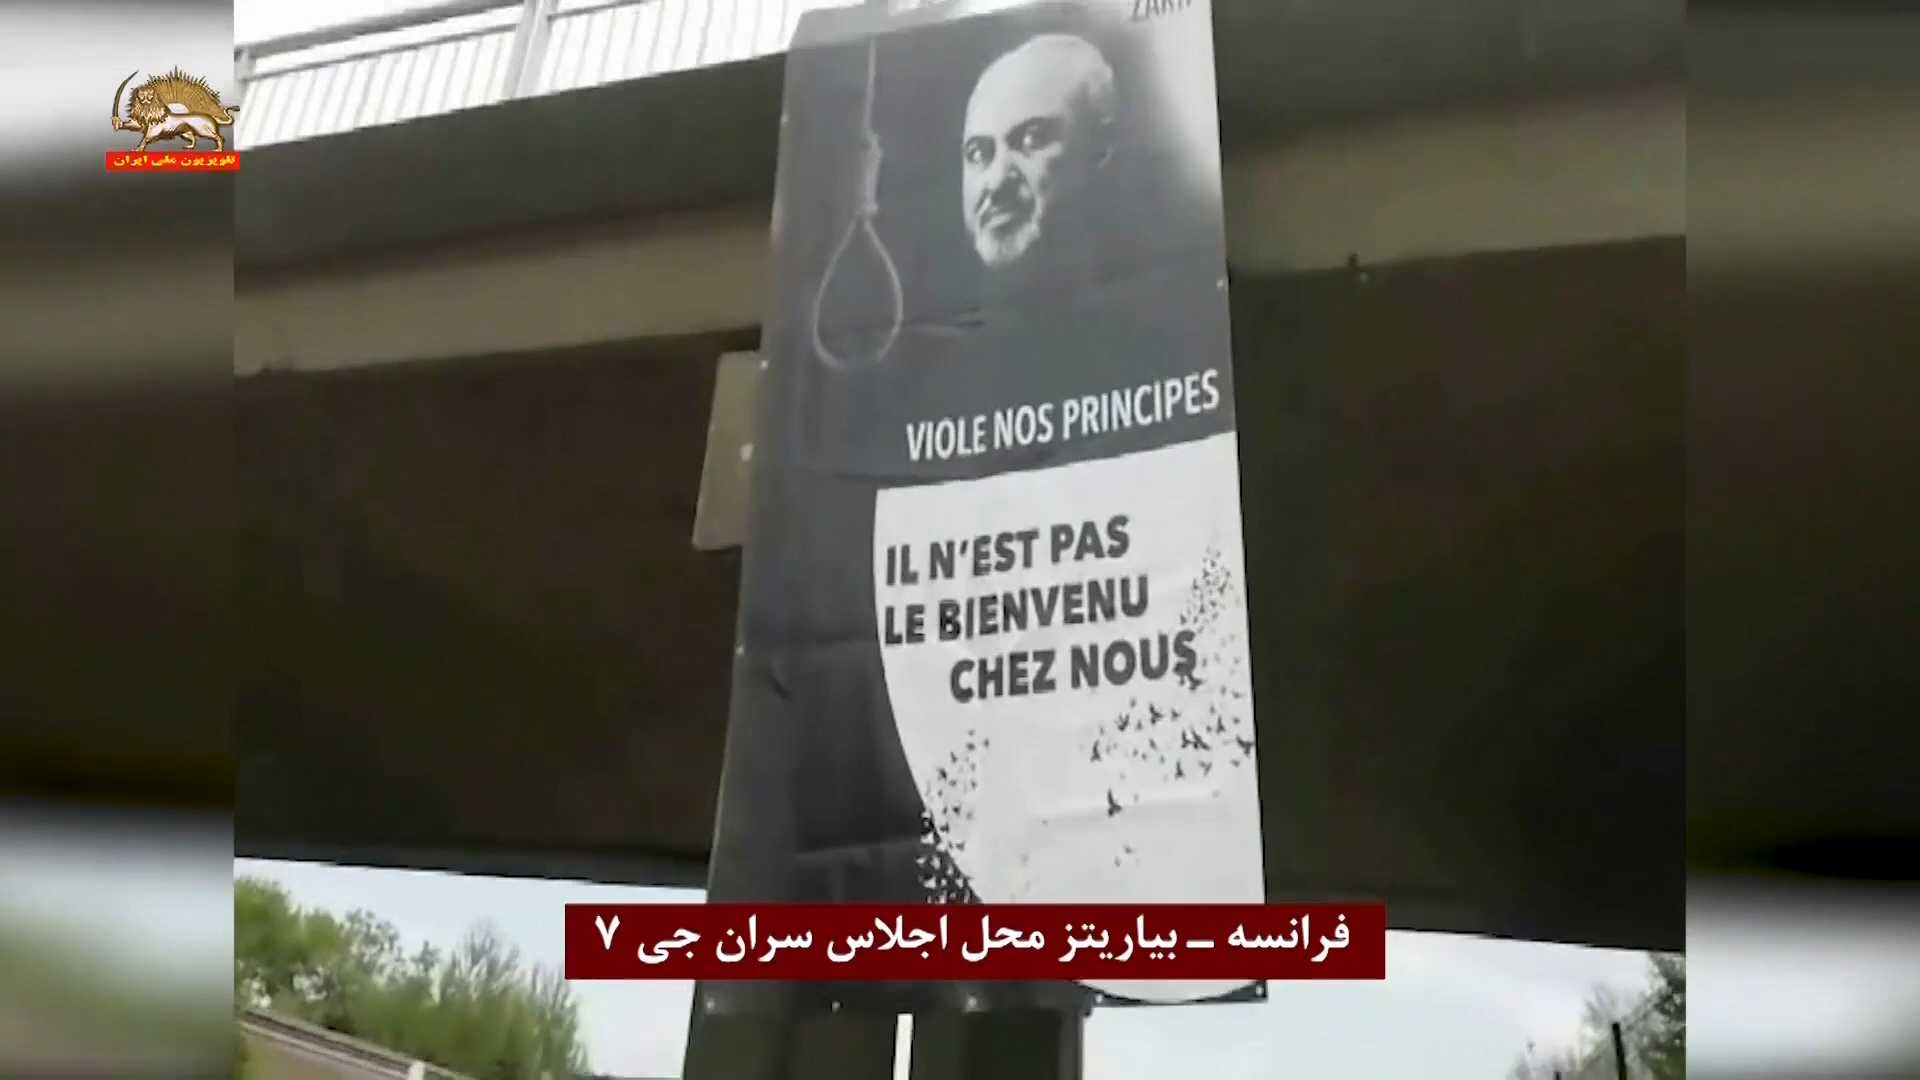 ZARIF
تلویزیون ملی ایران
VIOLE NOS PRINCIPES
IL N'EST PAS
LE BIENVENU
CHEZ NOUS
فرانسه ـ بیاریتز محل اجلاس سران جی ۷